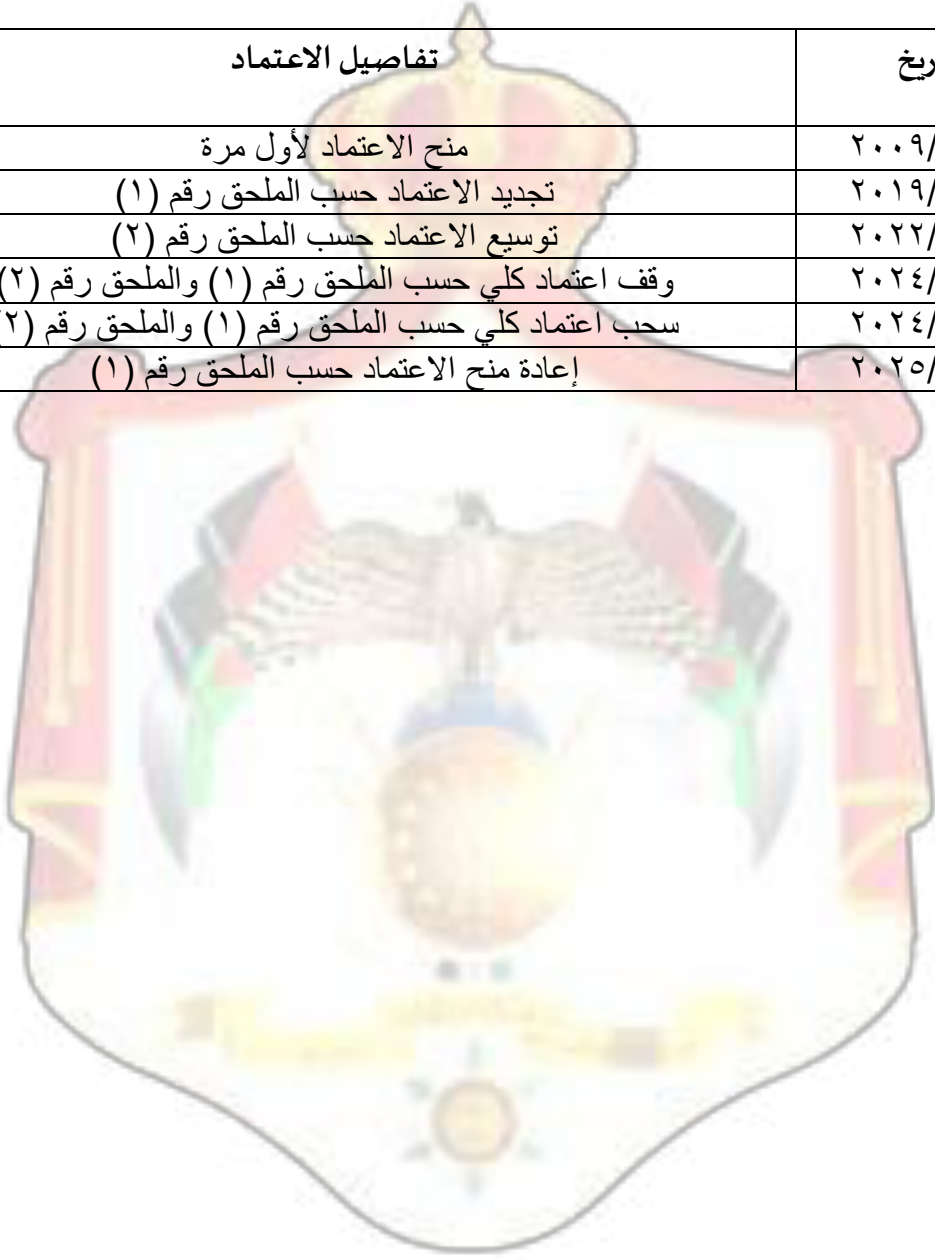 تفاصيل الاعتماد
منح الاعتماد لأول مرة
/٢٠٠٩
تجديد الاعتماد حسب الملحق رقم (١)
/٢٠١٩
توسيع الاعتماد حسب الملحق رقم (٢)
/٢٠٢٢
وقف اعتماد كلي حسب الملحق رقم (١) والملحق رقم (٢)
/٢٠٢٤
سحب اعتماد كلي حسب الملحق رقم (١) والملحق رقم (٢)
/٢٠٢٤
إعادة منح الاعتماد حسب الملحق رقم (١)
/٢٠٢٥